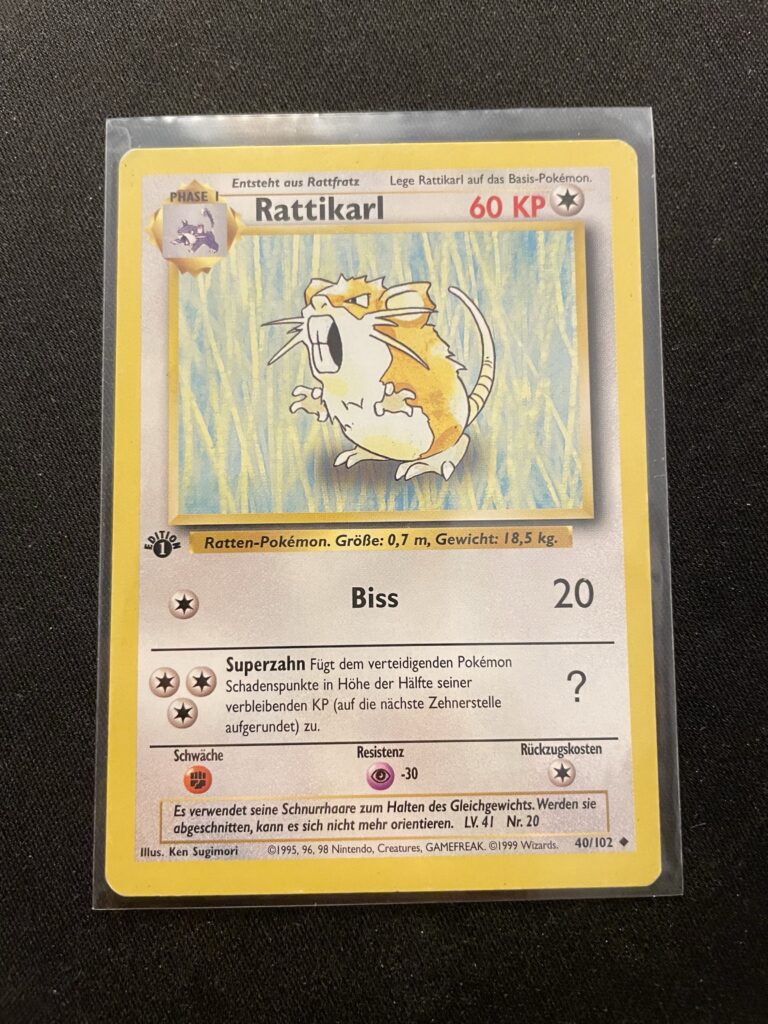 Entsteht aus Rattfratz Lege Rattikarl auf das Basis-Pokémon.
PHASE 1
Rattikarl 60 KP
EDITION 1
Ratten-Pokémon. Größe: 0,7 m, Gewicht: 18,5 kg.
Biss 20
Superzahn Fügt dem verteidigenden Pokémon
Schadenspunkte in Höhe der Hälfte seiner
verbleibenden KP (auf die nächste Zehnerstelle
aufgerundet) zu.
?
Schwäche Resistenz Rückzugskosten
-30
Es verwendet seine Schnurrhaare zum Halten des Gleichgewichts. Werden sie
abgeschnitten, kann es sich nicht mehr orientieren. LV. 41 Nr. 20
Illus. Ken Sugimori ©1995, 96, 98 Nintendo, Creatures, GAMEFREAK. ©1999 Wizards. 40/102